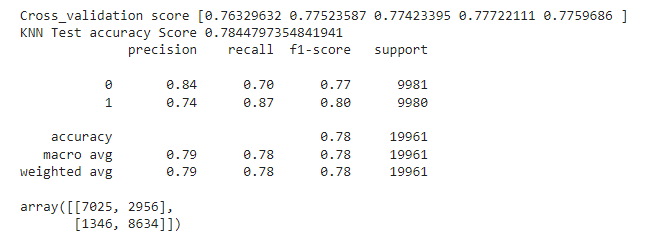 Cross_validation score [0.76329632 0.77523587 0.77423395 0.77722111 0.7759686 ]
KNN Test accuracy Score 0.7844797354841941
precision recall f1-score support
0 0.84 0.70 0.77 9981
1 0.74 0.87 0.80 9980
accuracy 0.78 19961
macro avg 0.79 0.78 0.78 19961
weighted avg 0.79 0.78 0.78 19961
array([[7025, 2956],
[1346, 8634]])